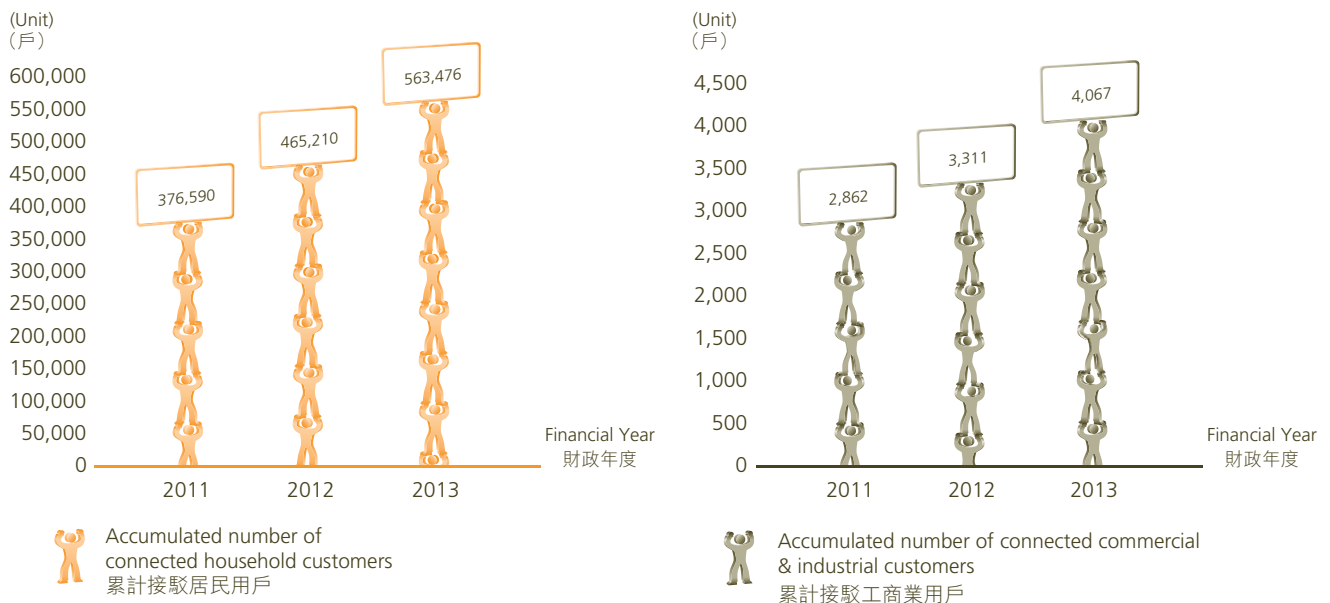 (Unit)
(戶)
600,000
550,000
500,000
450,000
400,000
350,000
300,000
250,000
200,000
150,000
100,000
50,000
0
376,590
465,210
563,476
2011
2012
2013
Financial Year
財政年度
Accumulated number of
connected household customers
累計接駁居民用戶
(Unit)
(戶)
4,500
4,000
3,500
3,000
2,500
2,000
1,500
1,000
500
0
2,862
3,311
4,067
2011
2012
2013
Financial Year
財政年度
Accumulated number of connected commercial
& industrial customers
累計接駁工商業用戶